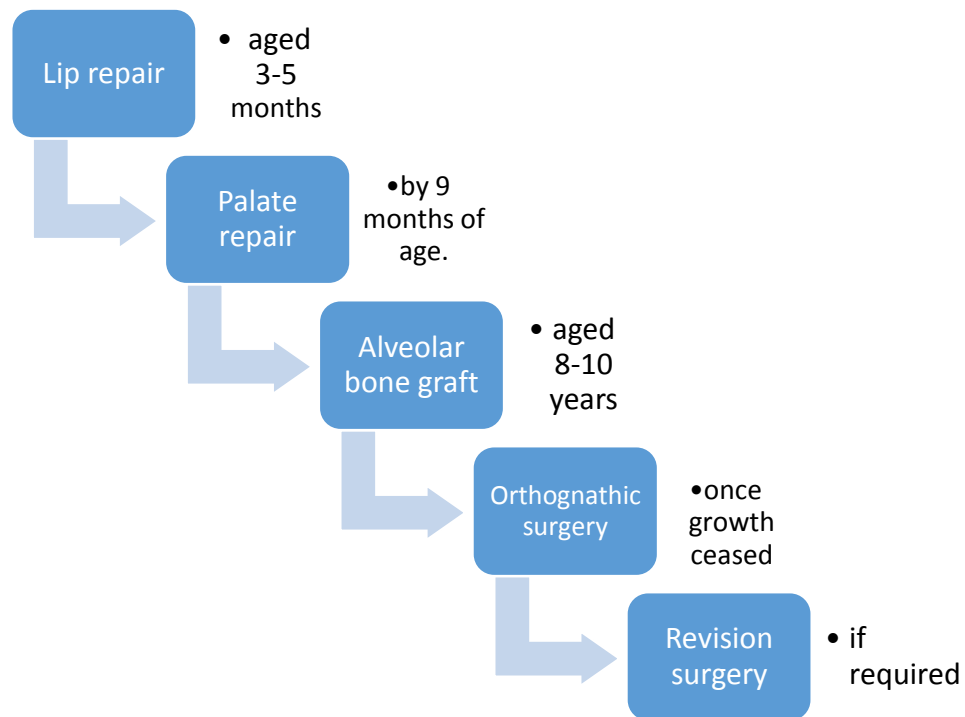 Lip repair
• aged
3-5
months
Palate
repair
•by 9
months of
age.
Alveolar
bone graft
• aged
8-10
years
Orthognathic
surgery
•once
growth
ceased
Revision
surgery
• if
required